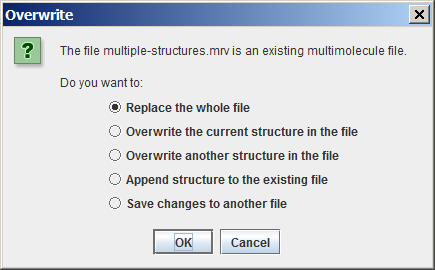 Overwrite
The file multiple-structures.mrv is an existing multimolecule file.
Do you want to:
Replace the whole file
Overwrite the current structure in the file
Overwrite another structure in the file
Append structure to the existing file
Save changes to another file
OK Cancel